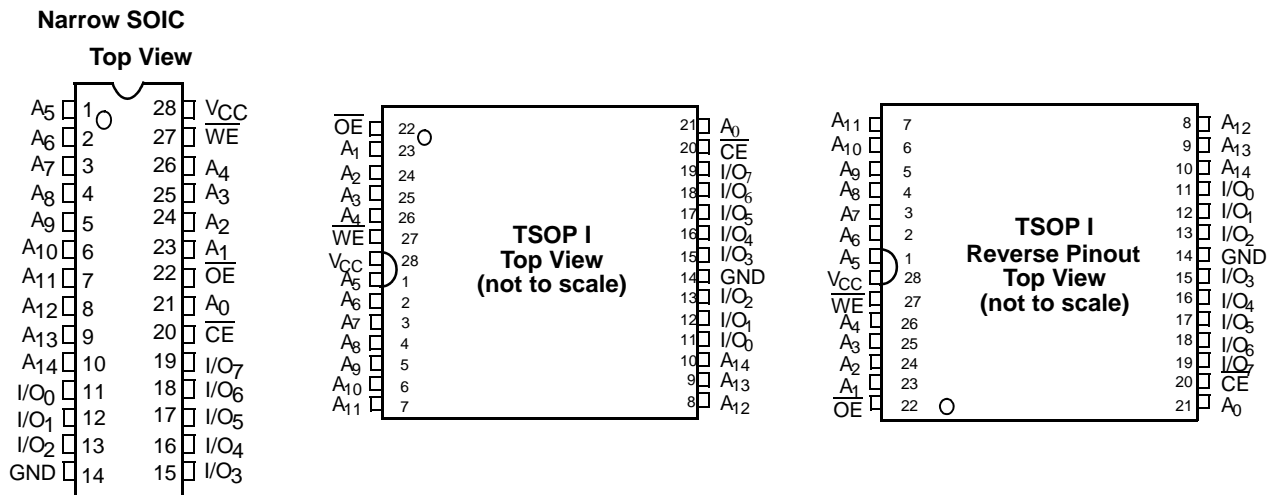 Narrow SOIC
Top View
A5 1 28 VCC
A6 2 27 WE
A7 3 26 A4
A8 4 25 A3
A9 5 24 A2
A10 6 23 A1
A11 7 22 OE
A12 8 21 A0
A13 9 20 CE
A14 10 19 I/O7
I/O0 11 18 I/O6
I/O1 12 17 I/O5
I/O2 13 16 I/O4
GND 14 15 I/O3
TSOP I
Top View
(not to scale)
OE 22 21 A0
A1 23 20 CE
A2 24 19 I/O7
A3 25 18 I/O6
A4 26 17 I/O5
WE 27 16 I/O4
VCC 28 15 I/O3
A5 1 14 GND
A6 2 13 I/O2
A7 3 12 I/O1
A8 4 11 I/O0
A9 5 10 A14
A10 6 9 A13
A11 7 8 A12
TSOP I
Reverse Pinout
Top View
(not to scale)
A11 7 8 A12
A10 6 9 A13
A9 5 10 A14
A8 4 11 I/O0
A7 3 12 I/O1
A6 2 13 I/O2
A5 1 14 GND
VCC 28 15 I/O3
WE 27 16 I/O4
A4 26 17 I/O5
A3 25 18 I/O6
A2 24 19 I/O7
A1 23 20 CE
OE 22 21 A0